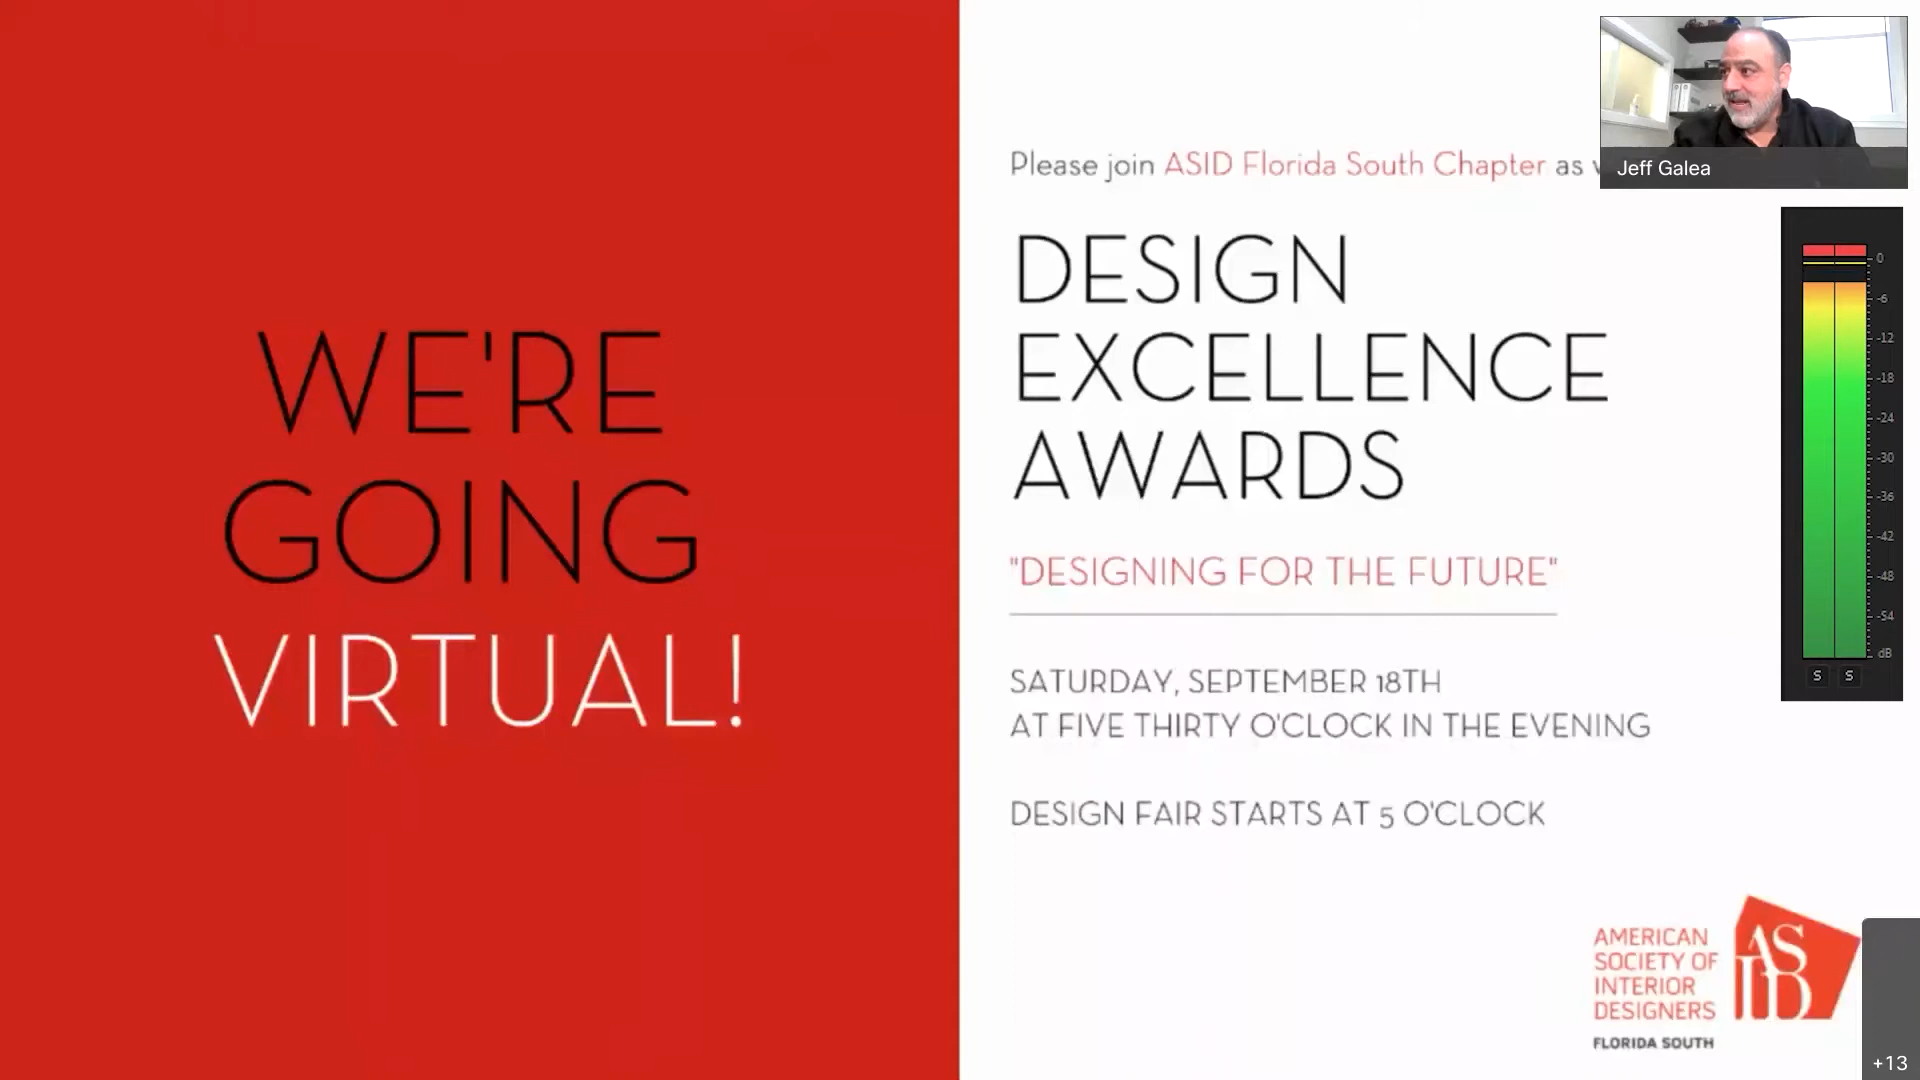 WE'RE
GOING
VIRTUAL!
Please join ASID Florida South Chapter as
DESIGN
EXCELLENCE
AWARDS
"DESIGNING FOR THE FUTURE"
SATURDAY, SEPTEMBER 18TH
AT FIVE THIRTY O'CLOCK IN THE EVENING
DESIGN FAIR STARTS AT 5 O'CLOCK
AMERICAN
SOCIETY OF
INTERIOR
DESIGNERS
FLORIDA SOUTH
ASID
Jeff Galea
0
-6
-12
-18
-24
-30
-36
-42
-48
-54
dB
S S
+13